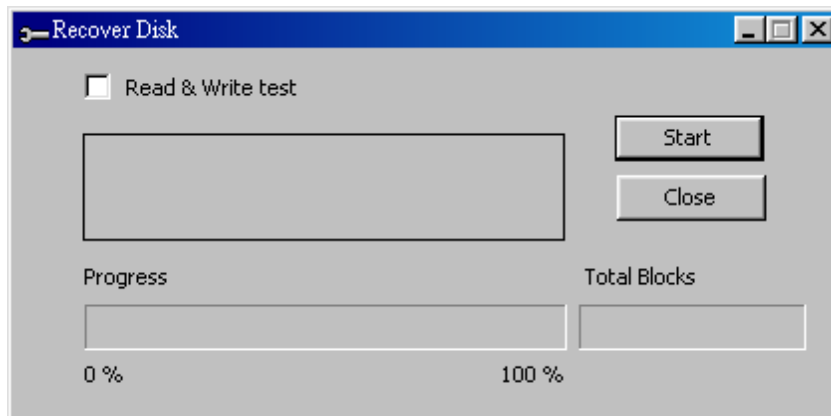 Recover Disk
Read & Write test
Start
Close
Progress
Total Blocks
0 %
100 %